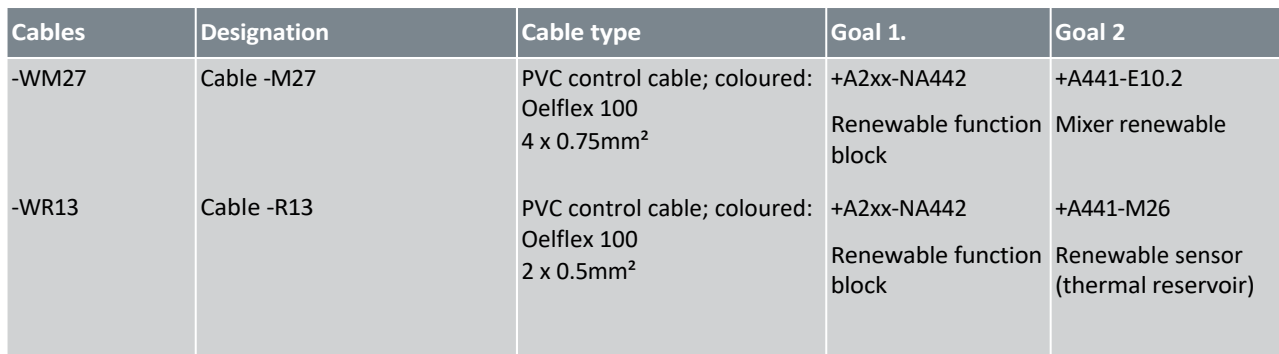 Cables Designation Cable type Goal 1. Goal 2
-WM27 Cable -M27 PVC control cable; coloured: +A2xx-NA442 +A441-E10.2
Oelflex 100
4 x 0.75mm²
Renewable function Mixer renewable
block
-WR13 Cable -R13 PVC control cable; coloured: +A2xx-NA442 +A441-M26
Oelflex 100
2 x 0.5mm²
Renewable function Renewable sensor
block (thermal reservoir)